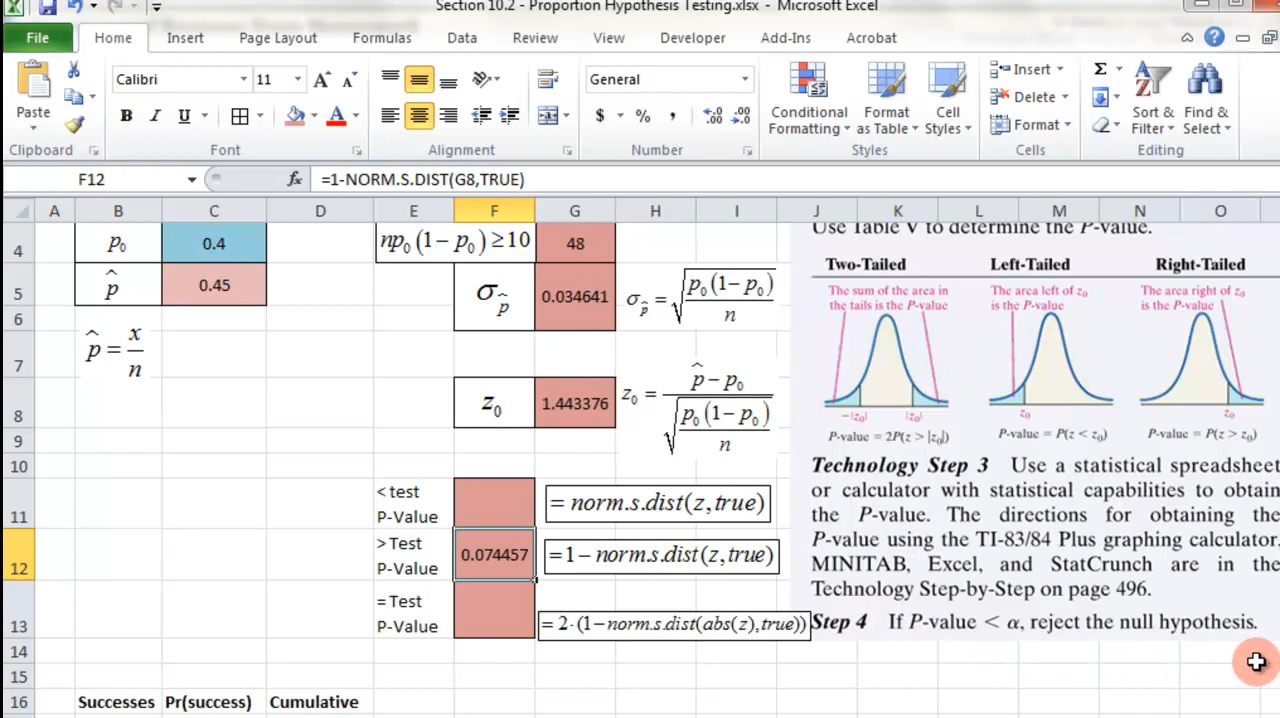 Section 10.2 - Proportion Hypothesis Testing.xlsx - Microsoft Excel
File Home Insert Page Layout Formulas Data Review View Developer Add-Ins Acrobat
Calibri 11 General
Paste B I U A $ % , Conditional Formatting Format as Table Cell Styles Insert Delete Format Σ Sort & Filter Find & Select
Clipboard Font Alignment Number Styles Cells Editing
F12 fx =1-NORM.S.DIST(G8,TRUE)
A B C D E F G H I J K L M N O
4 p₀ 0.4 np₀(1−p₀)≥10 48
Use Table V to determine the P-value.
Two-Tailed Left-Tailed Right-Tailed
The sum of the area in the tails is the P-value
The area left of z₀ is the P-value
The area right of z₀ is the P-value
5 p̂ 0.45 σp̂ 0.034641 σp̂ = √(p₀(1−p₀)/n)
6
7 p̂ = x/n
8 z₀ 1.443376 z₀ = (p̂ − p₀)/√(p₀(1−p₀)/n)
−|z₀| |z₀| z₀ z₀
P-value = 2P(z > |z₀|) P-value = P(z < z₀) P-value = P(z > z₀)
9
10
Technology Step 3 Use a statistical spreadsheet
or calculator with statistical capabilities to obtain
the P-value. The directions for obtaining the
P-value using the TI-83/84 Plus graphing calculator,
MINITAB, Excel, and StatCrunch are in the
Technology Step-by-Step on page 496.
Step 4 If P-value < α, reject the null hypothesis.
11 < test P-Value = norm.s.dist(z,true)
12 > Test P-Value 0.074457 = 1 − norm.s.dist(z,true)
13 = Test P-Value = 2·(1−norm.s.dist(abs(z),true))
14
15
16 Successes Pr(success) Cumulative